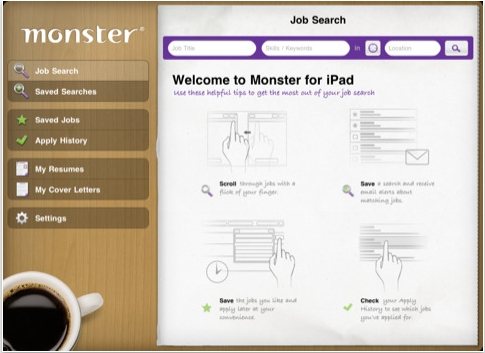 monster®
Job Search
Saved Searches
Saved Jobs
Apply History
My Resumes
My Cover Letters
Settings
Job Search
Job Title
Skills / Keywords
in
Location
Welcome to Monster for iPad
Use these helpful tips to get the most out of your job search
Scroll through jobs with a
flick of your finger.
Save a search and receive
email alerts about
matching jobs.
Save the jobs you like and
apply later at your
convenience.
Check your Apply
History to see which jobs
you've applied for.